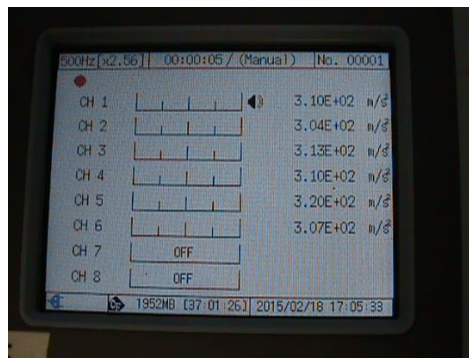 500Hz[x2.56] 00:00:05/ (Manual) No. 00001
CH 1 3.10E+02 m/s²
CH 2 3.04E+02 m/s²
CH 3 3.13E+02 m/s²
CH 4 3.10E+02 m/s²
CH 5 3.20E+02 m/s²
CH 6 3.07E+02 m/s²
CH 7 OFF
CH 8 OFF
1952MB [37:01:26] 2015/02/18 17:05:33